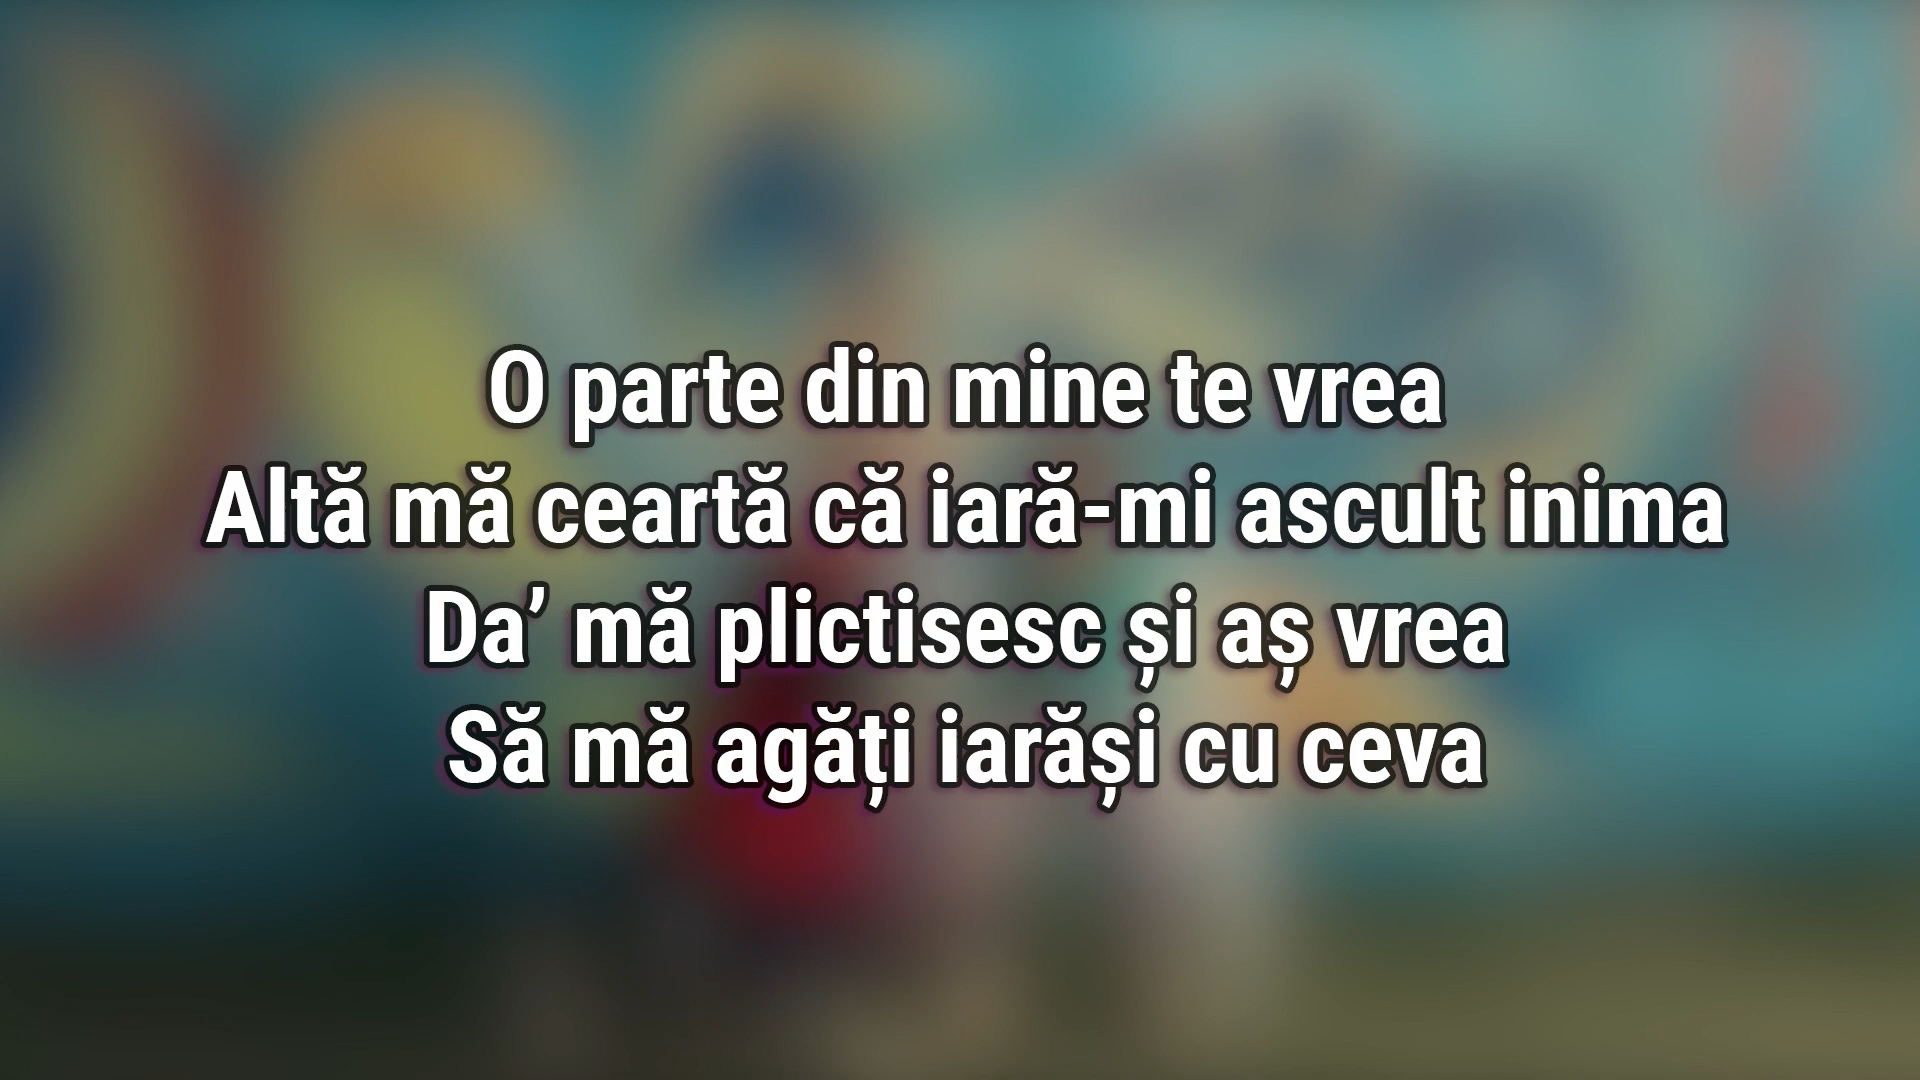 O parte din mine te vrea
Altă mă ceartă că iară-mi ascult inima
Da’ mă plictisesc și aș vrea
Să mă agăți iarăși cu ceva